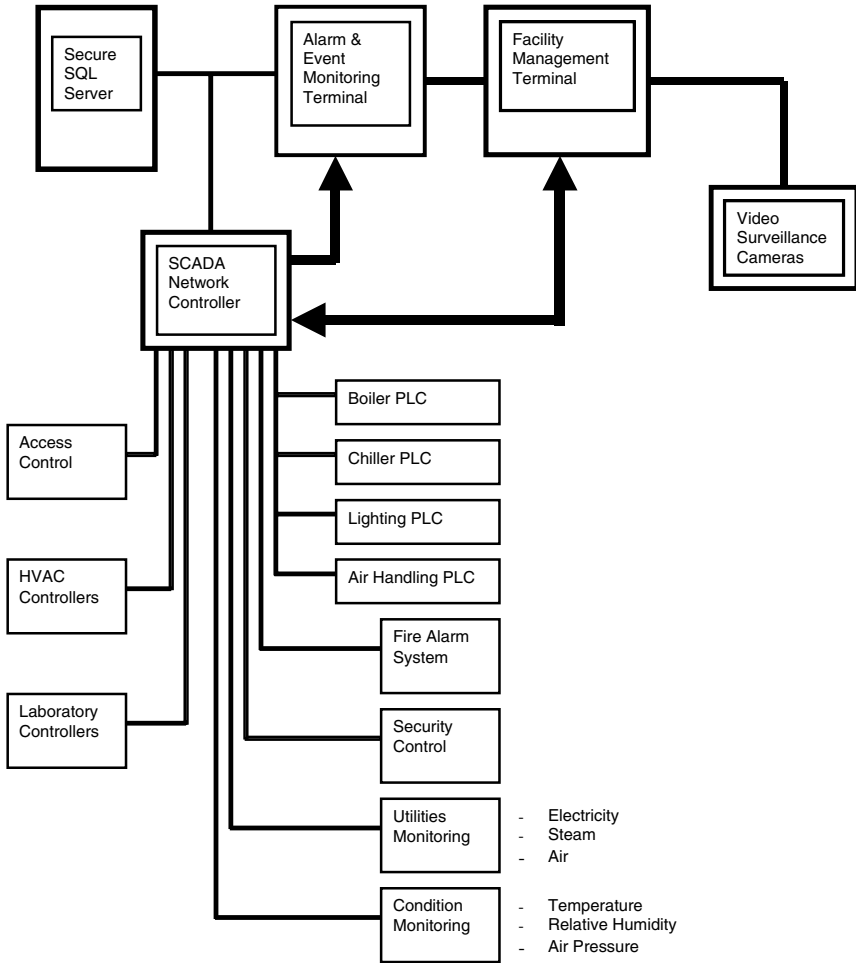 Secure
SQL
Server
Alarm &
Event
Monitoring
Terminal
Facility
Management
Terminal
Video
Surveillance
Cameras
SCADA
Network
Controller
Boiler PLC
Access
Control
Chiller PLC
Lighting PLC
HVAC
Controllers
Air Handling PLC
Fire Alarm
System
Laboratory
Controllers
Security
Control
Utilities
Monitoring
- Electricity
- Steam
- Air
Condition
Monitoring
- Temperature
- Relative Humidity
- Air Pressure